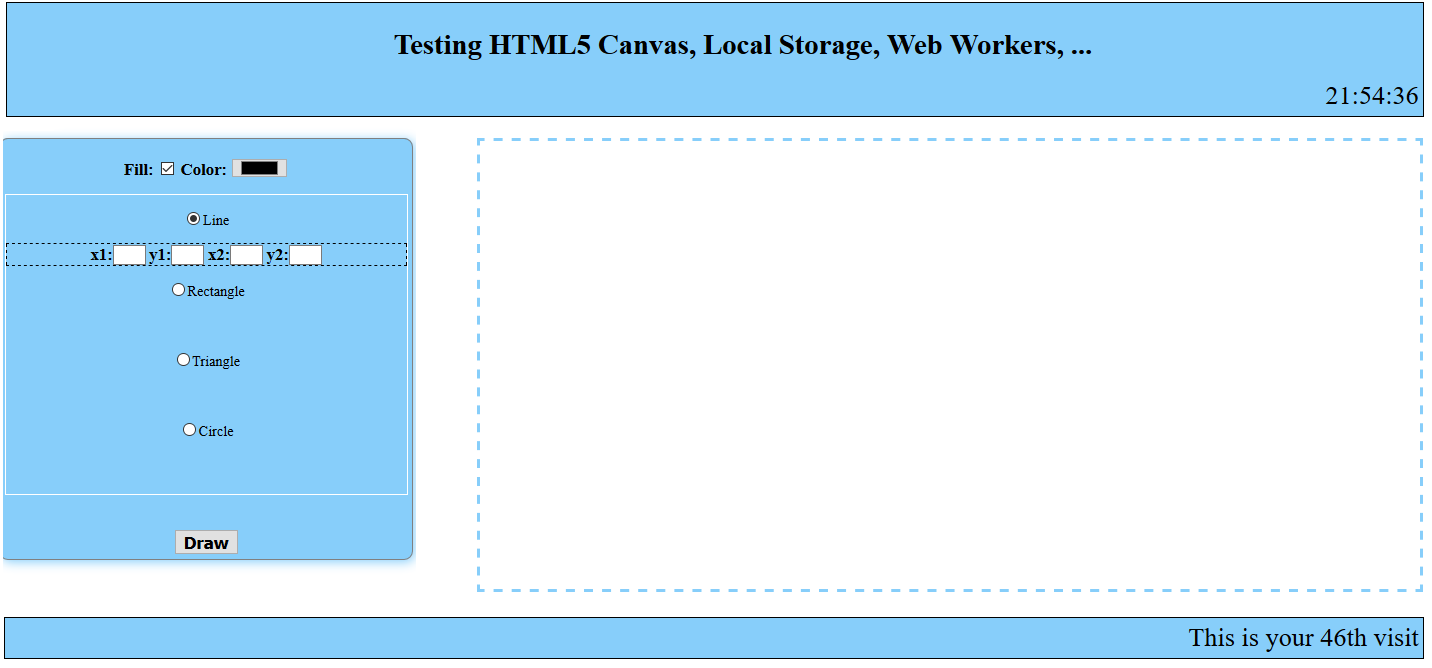 Testing HTML5 Canvas, Local Storage, Web Workers, ...
21:54:36
Fill: Color:
Line
x1: y1: x2: y2:
Rectangle
Triangle
Circle
Draw
This is your 46th visit